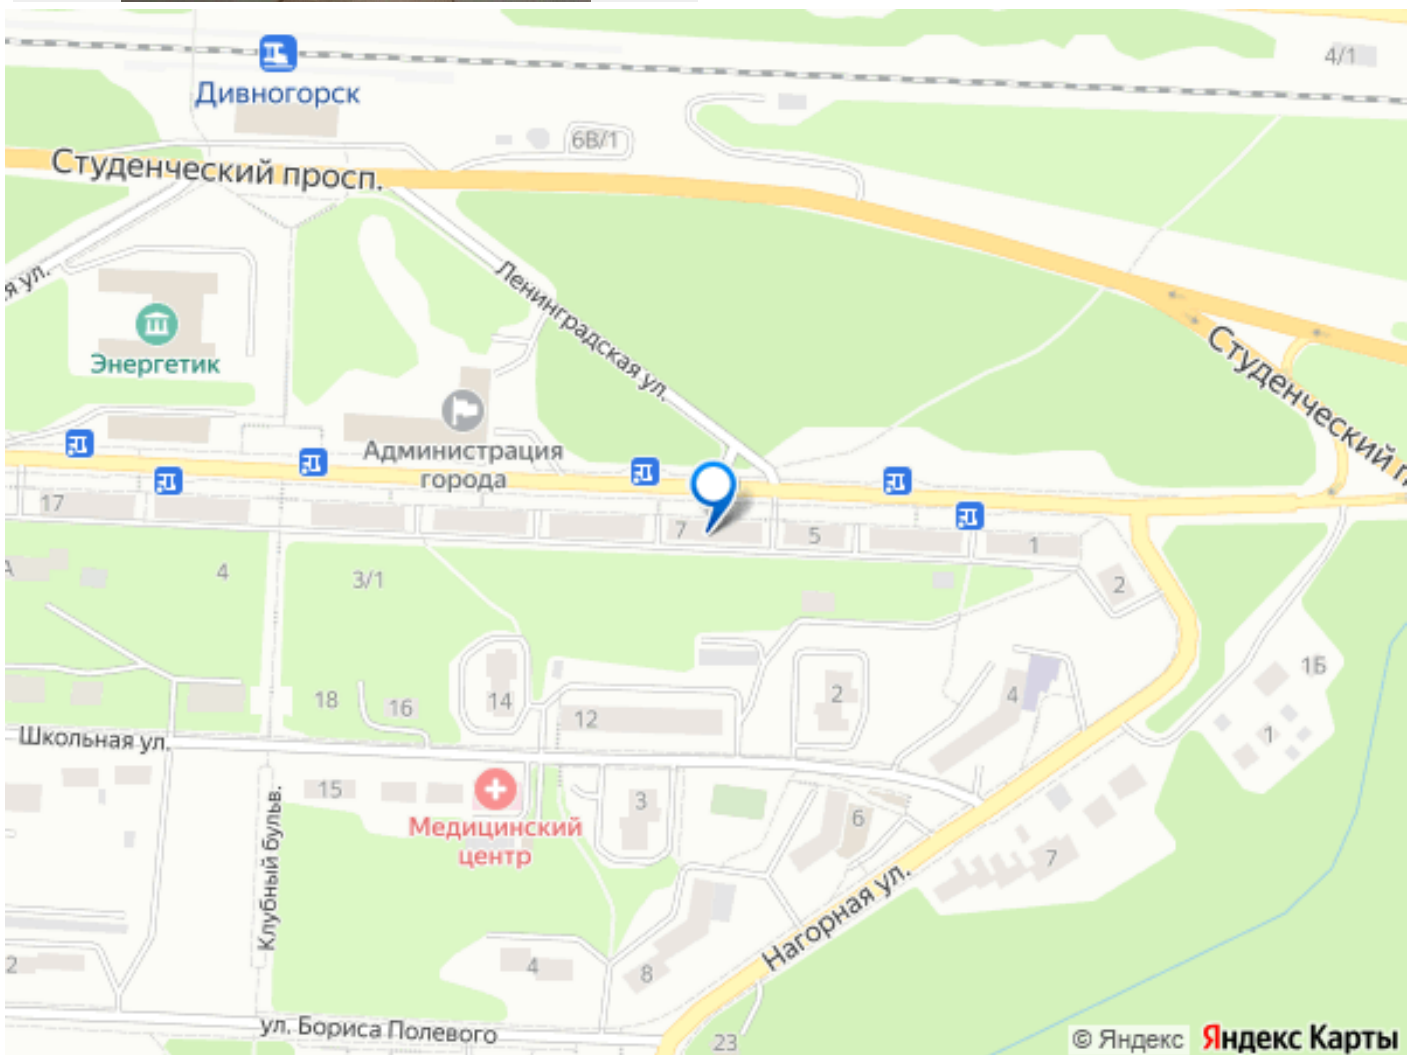 4/1
Дивногорск
6В/1
Студенческий просп.
я ул.
Ленинградская ул.
Энергетик
Студенческий п
Администрация
города
17
7
5
1
А
4
3/1
2
1Б
18
16
14
12
2
4
1
Школьная ул.
15
3
6
Медицинский
центр
7
Клубный бульв.
Нагорная ул.
2
4
8
ул. Бориса Полевого
23
© Яндекс Яндекс Карты